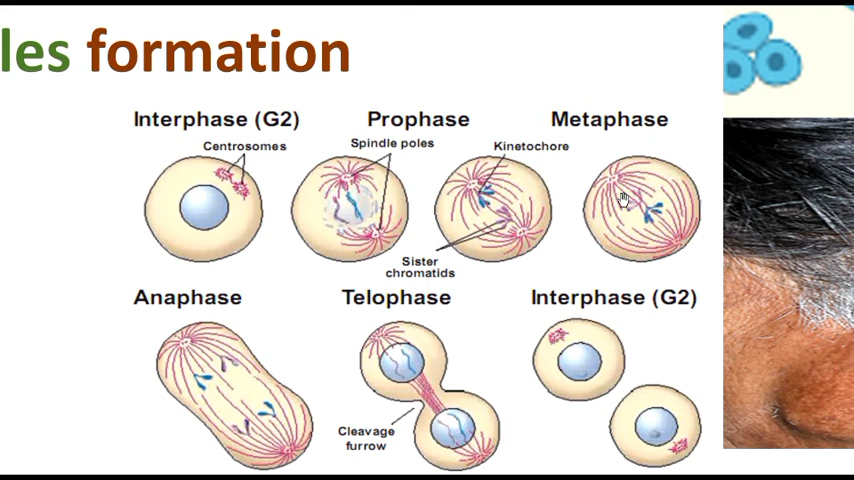 les formation
Interphase (G2)
Prophase
Metaphase
Centrosomes
Spindle poles
Kinetochore
Sister
chromatids
Anaphase
Telophase
Interphase (G2)
Cleavage
furrow